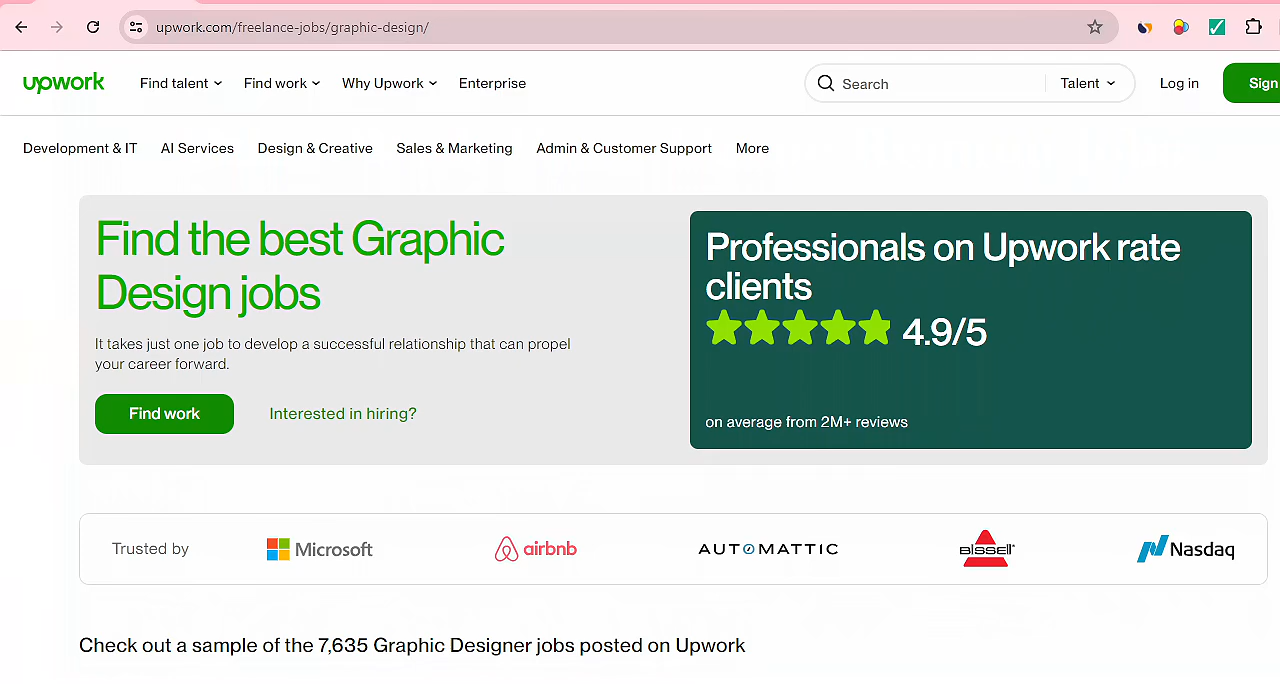 upwork.com/freelance-jobs/graphic-design/
upwork Find talent Find work Why Upwork Enterprise Search Talent Log in Sign
Development & IT AI Services Design & Creative Sales & Marketing Admin & Customer Support More
Find the best Graphic
Design jobs
It takes just one job to develop a successful relationship that can propel
your career forward.
Find work Interested in hiring?
Professionals on Upwork rate
clients
4.9/5
on average from 2M+ reviews
Trusted by Microsoft airbnb AUTOMATTIC BISSELL Nasdaq
Check out a sample of the 7,635 Graphic Designer jobs posted on Upwork